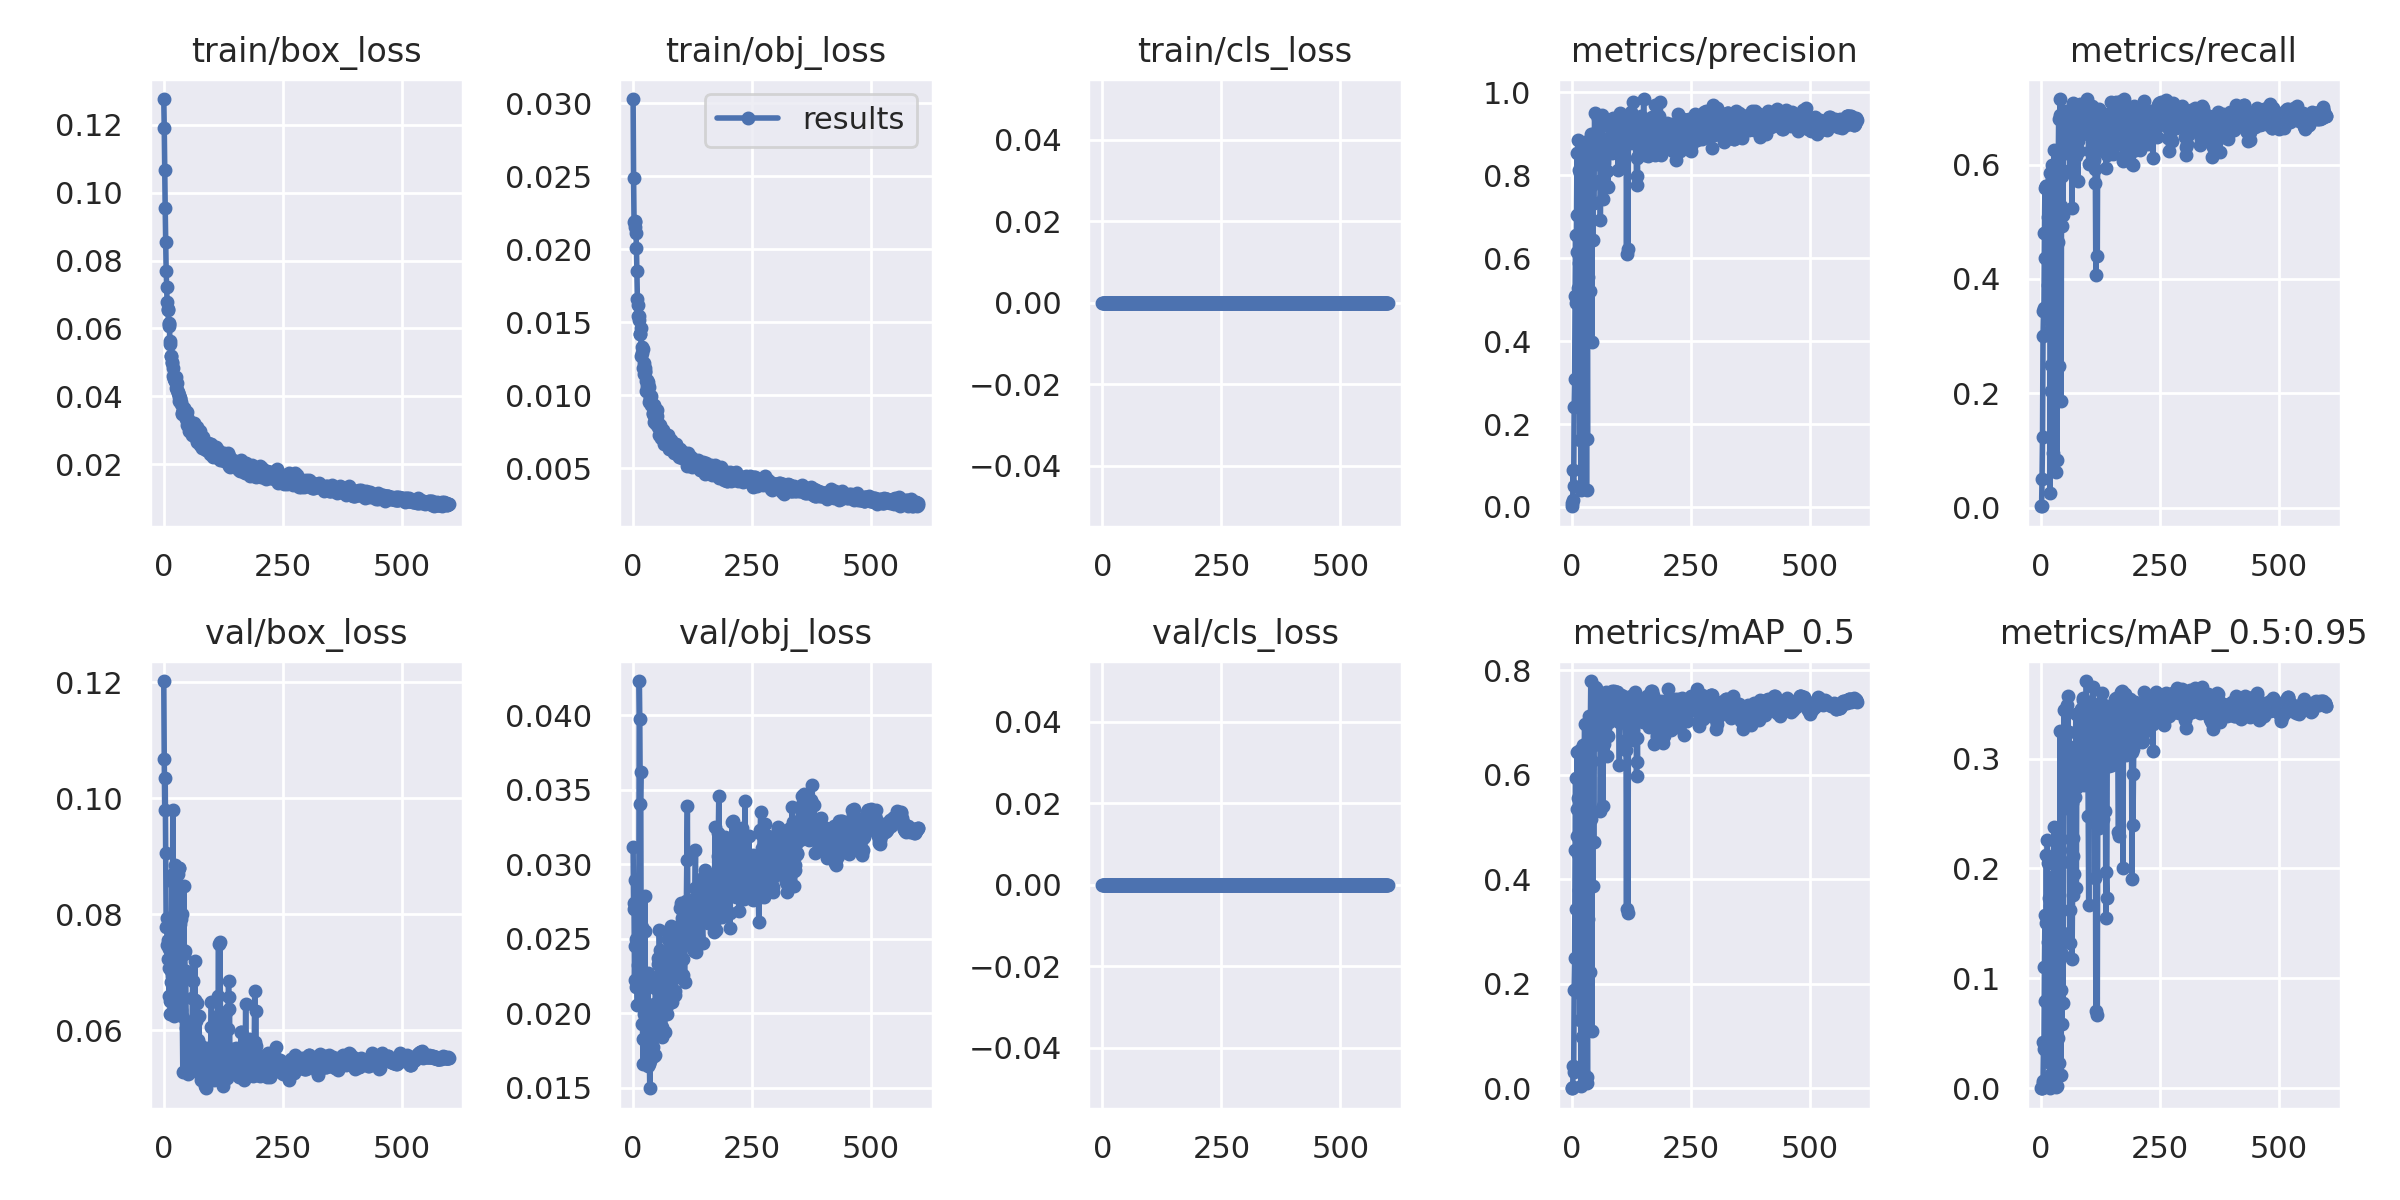 train/box_loss
train/obj_loss
train/cls_loss
metrics/precision
metrics/recall
0.12
0.10
0.08
0.06
0.04
0.02
0 250 500
results
0.030
0.025
0.020
0.015
0.010
0.005
0 250 500
0.04
0.02
0.00
−0.02
−0.04
0 250 500
1.0
0.8
0.6
0.4
0.2
0.0
0 250 500
0.6
0.4
0.2
0.0
0 250 500
val/box_loss
val/obj_loss
val/cls_loss
metrics/mAP_0.5
metrics/mAP_0.5:0.95
0.12
0.10
0.08
0.06
0 250 500
0.040
0.035
0.030
0.025
0.020
0.015
0 250 500
0.04
0.02
0.00
−0.02
−0.04
0 250 500
0.8
0.6
0.4
0.2
0.0
0 250 500
0.3
0.2
0.1
0.0
0 250 500